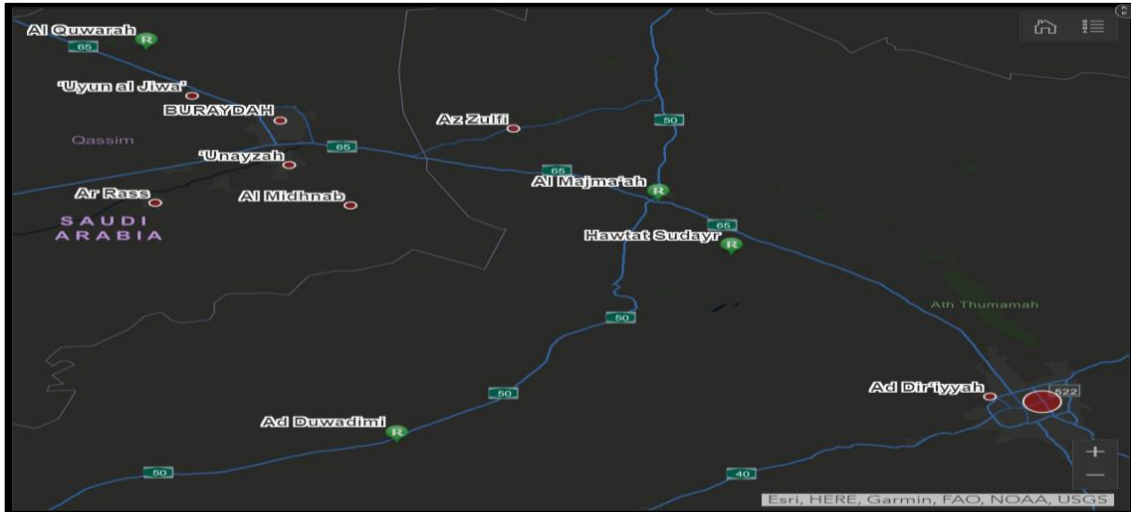 Al Quwarah
R
65
‘Uyun al Jiwa’
BURAYDAH
Az Zulfi
50
Qassim
‘Unayzah
65
65
Al Majma‘ah
R
Ar Rass
Al Midhnab
SAUDI
ARABIA
65
Hawtat Sudayr
R
Ath Thumamah
50
Ad Dir‘iyyah
522
50
Ad Duwadimi
R
50
40
+
−
Esri, HERE, Garmin, FAO, NOAA, USGS